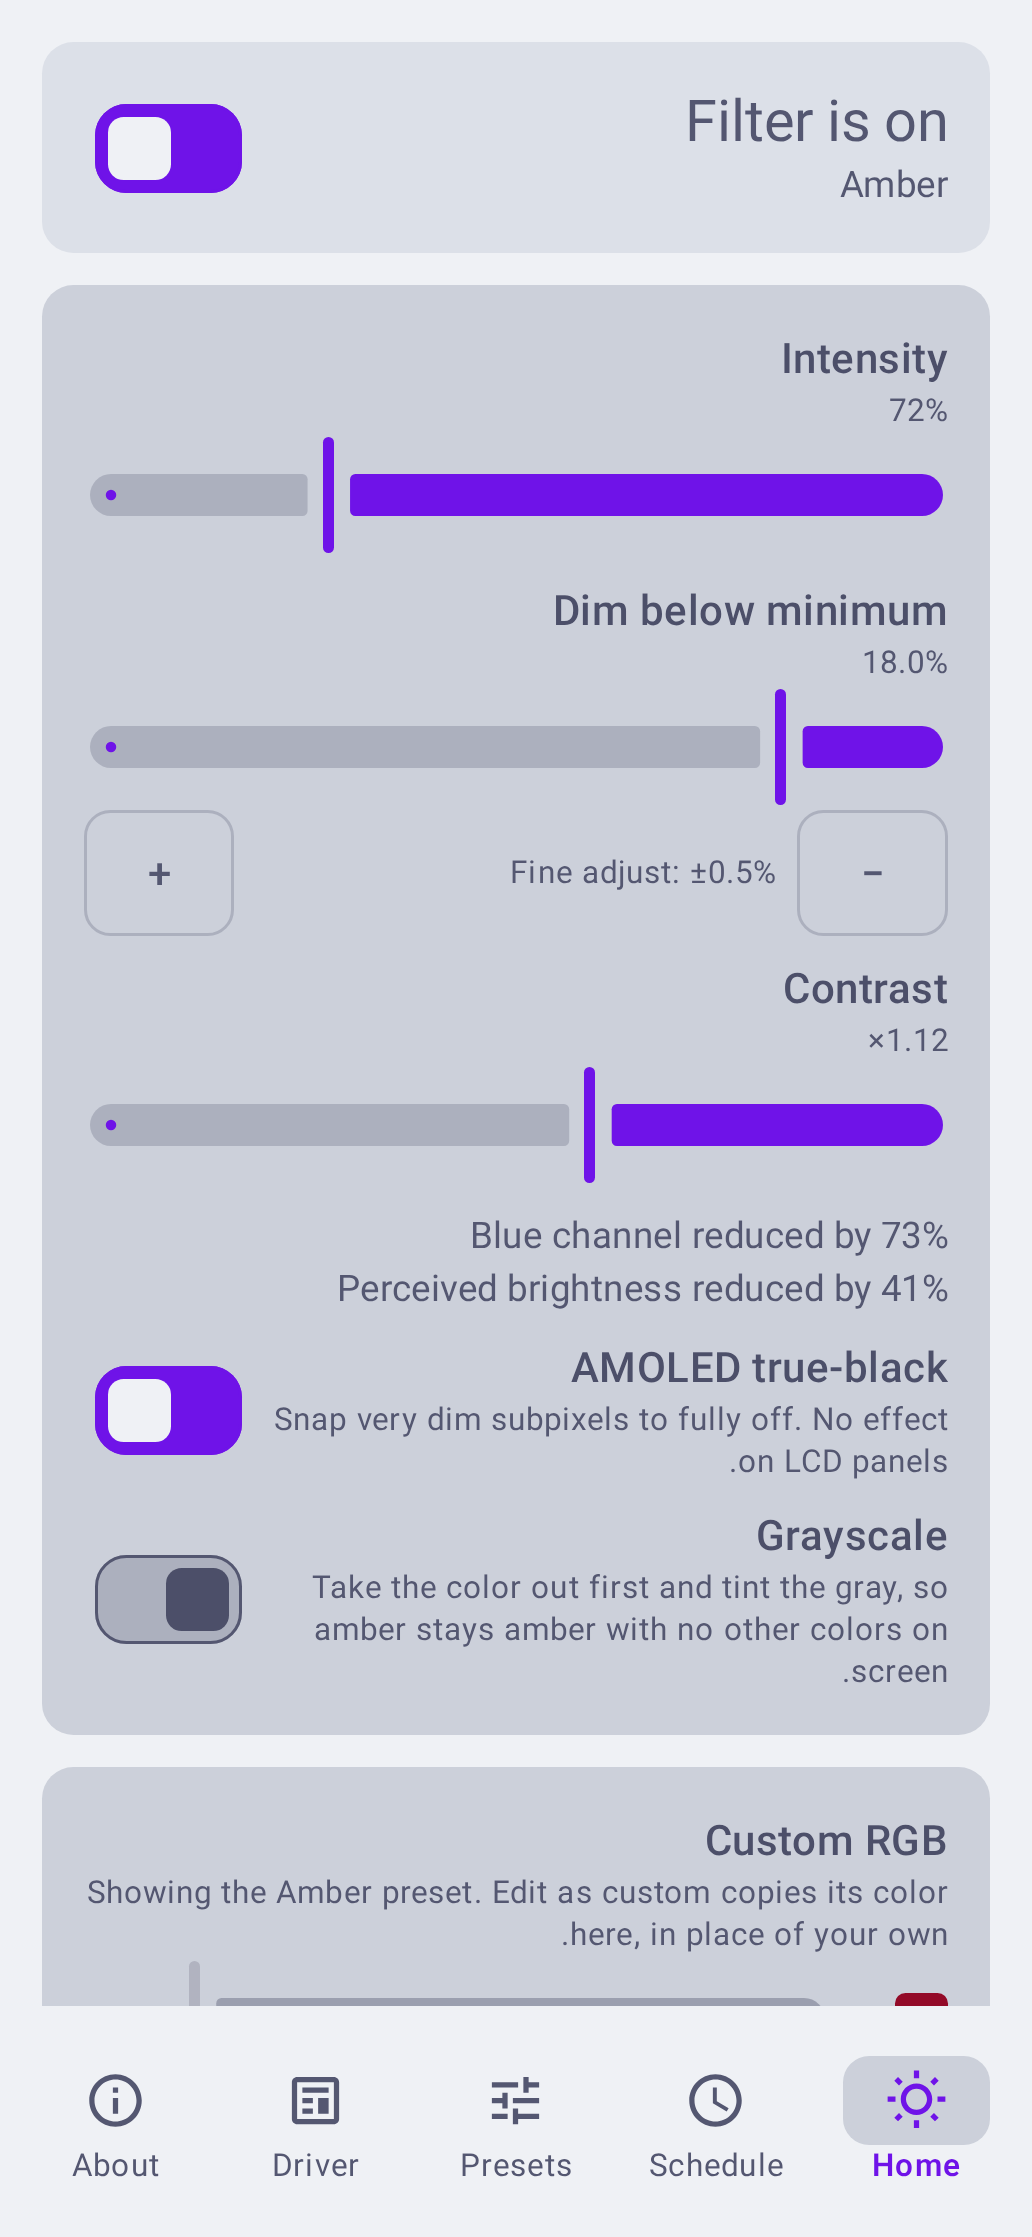 Filter is on
Amber
Intensity
72%
Dim below minimum
18.0%
−
Fine adjust: ±0.5%
+
Contrast
×1.12
Blue channel reduced by 73%
Perceived brightness reduced by 41%
AMOLED true-black
Snap very dim subpixels to fully off. No effect
.on LCD panels
Grayscale
Take the color out first and tint the gray, so
amber stays amber with no other colors on
.screen
Custom RGB
Showing the Amber preset. Edit as custom copies its color
.here, in place of your own
Home
Schedule
Presets
Driver
About